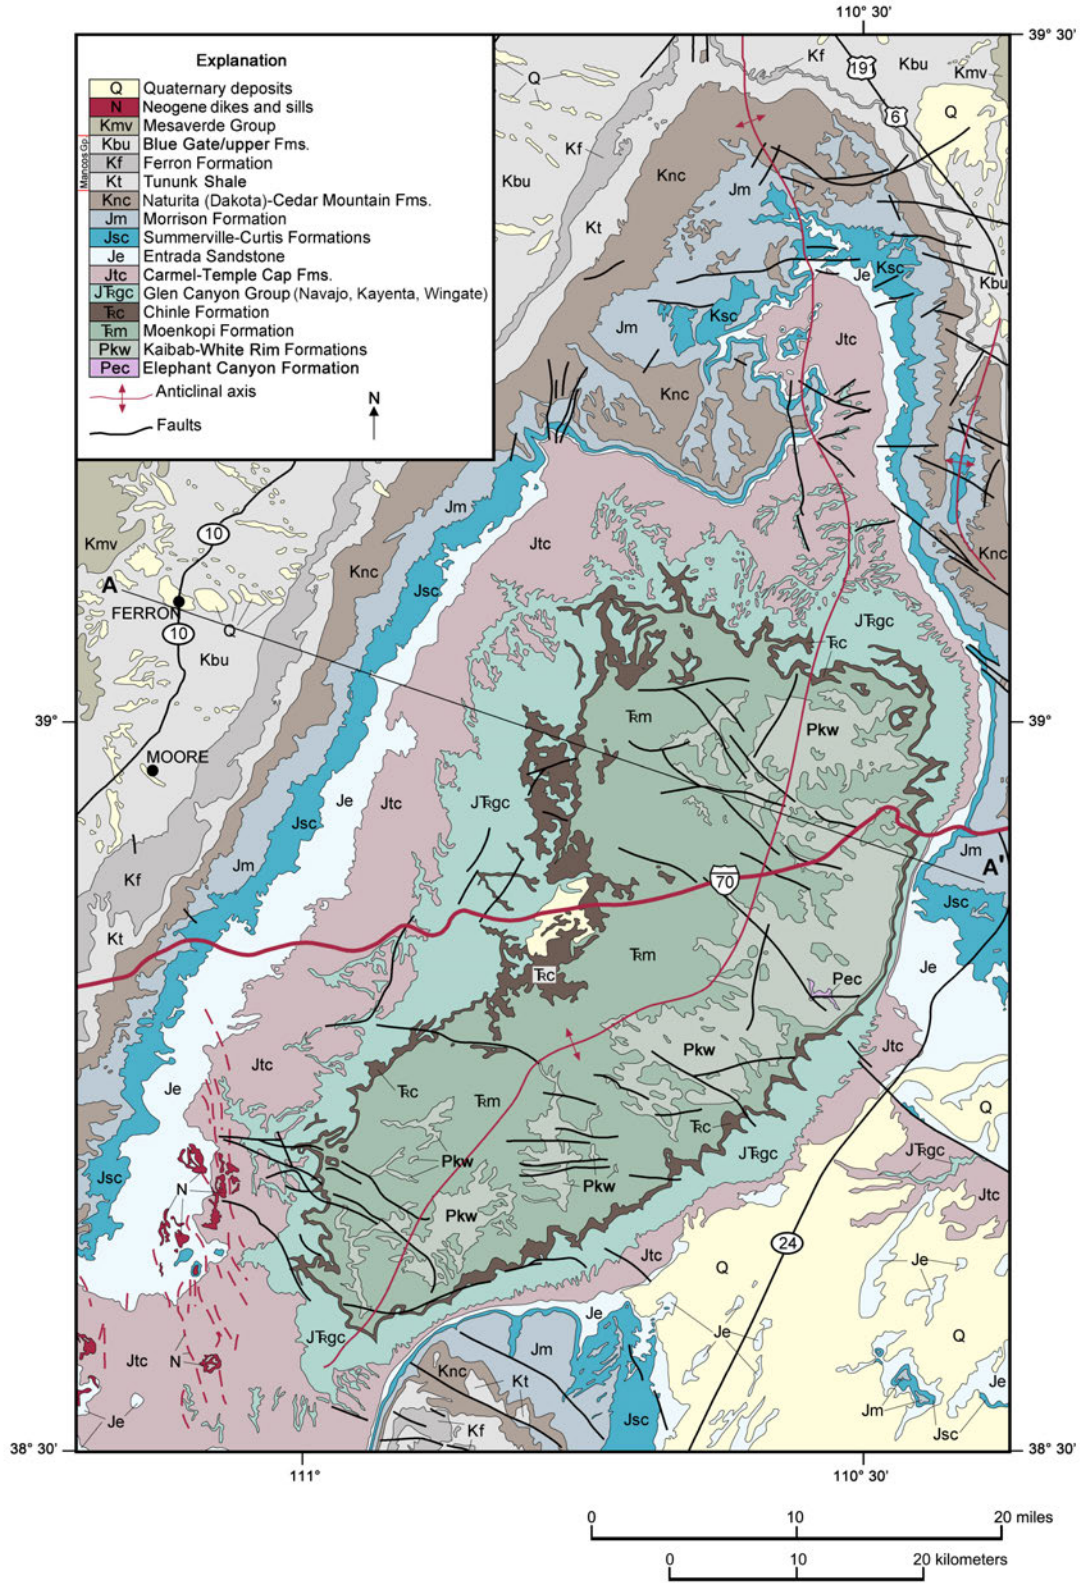 110° 30'
39° 30'
Explanation
Q Quaternary deposits
N Neogene dikes and sills
Kmv Mesaverde Group
Mancos Gp.
Kbu Blue Gate/upper Fms.
Kf Ferron Formation
Kt Tununk Shale
Knc Naturita (Dakota)-Cedar Mountain Fms.
Jm Morrison Formation
Jsc Summerville-Curtis Formations
Je Entrada Sandstone
Jtc Carmel-Temple Cap Fms.
JTRgc Glen Canyon Group (Navajo, Kayenta, Wingate)
TRc Chinle Formation
TRm Moenkopi Formation
Pkw Kaibab-White Rim Formations
Pec Elephant Canyon Formation
Anticlinal axis
Faults
N
Kf
191
Kbu
Kmv
Q
6
Q
Kf
Kbu
Knc
Jm
Kt
Je
Ksc
Kbu
Ksc
Jm
Jtc
Knc
Jm
10
Kmv
Jtc
Knc
Knc
A
Jsc
FERRON
10
Q
JTRgc
TRc
Kbu
39°
TRm
Pkw
39°
MOORE
Je
Jtc
JTRgc
Jsc
Jm
Jm
A'
Kf
70
Jsc
Kt
TRm
Je
TRc
Pec
Jtc
Pkw
Jtc
Je
TRc
TRm
Q
TRc
JTRgc
JTRgc
Pkw
Jsc
N
Pkw
Jtc
Pkw
24
Jtc
Q
Je
Je
JTRgc
Je
Q
Jtc
N
Jm
Knc
Kt
Je
Je
Jsc
Jm
Kf
Jsc
38° 30'
38° 30'
111°
110° 30'
0 10 20 miles
0 10 20 kilometers